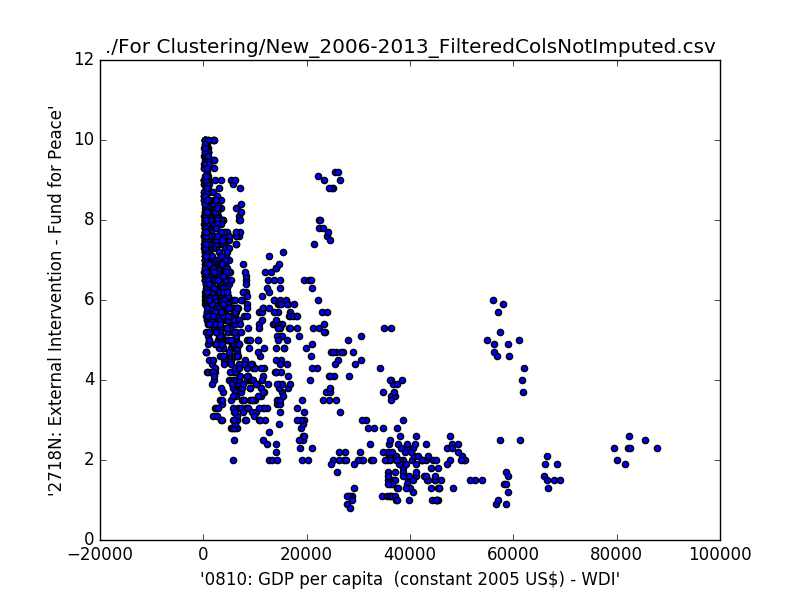 ./For Clustering/New_2006-2013_FilteredColsNotImputed.csv
12
10
8
6
4
2
0
'2718N: External Intervention - Fund for Peace'
−20000 0 20000 40000 60000 80000 100000
'0810: GDP per capita  (constant 2005 US$) - WDI'